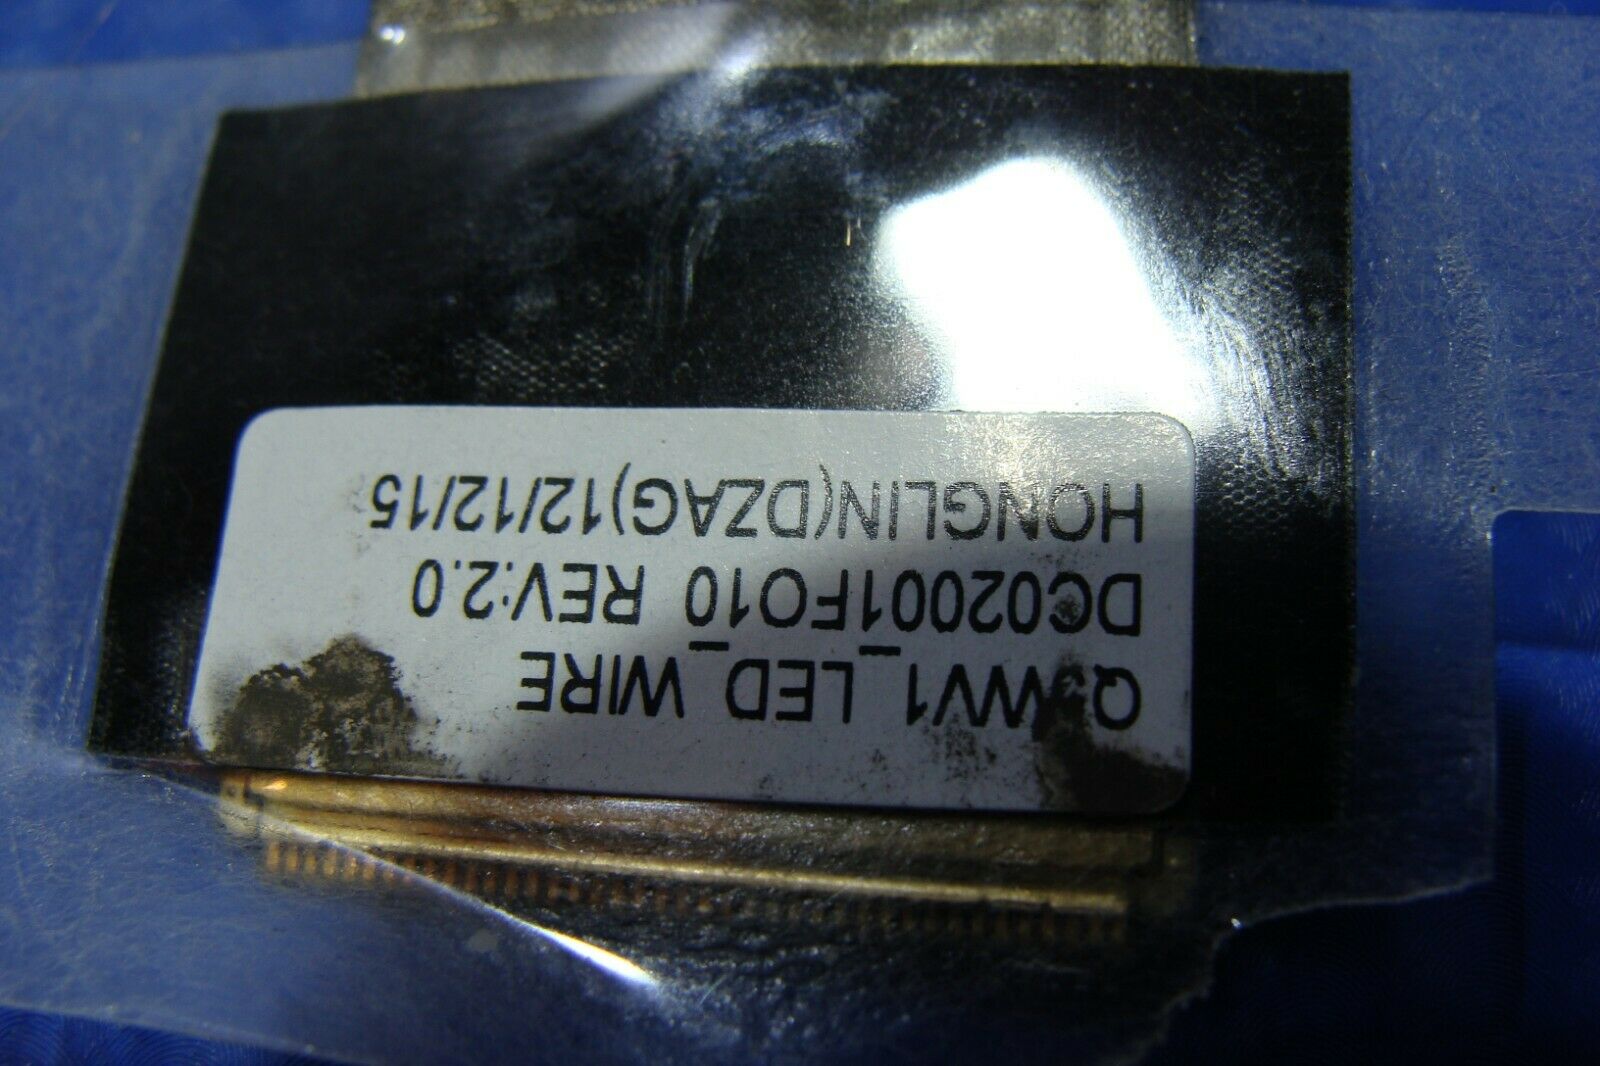 Q5WV1_LED_WIRE
DC02001FO10 REV:2.0
HONGLIN(DZAG)12/12/15